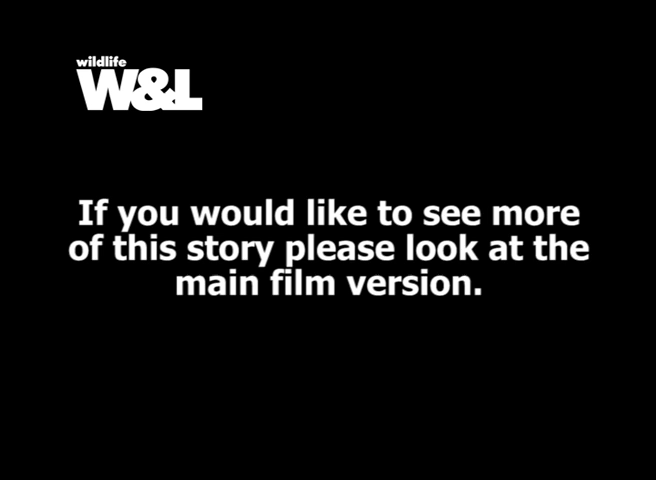 wildlife
W&L
If you would like to see more
of this story please look at the
main film version.